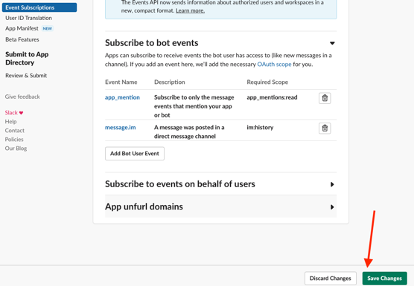 Event Subscriptions
User ID Translation
App Manifest NEW
Beta Features
Submit to App
Directory
Review & Submit
Give feedback
Slack ♥
Help
Contact
Policies
Our Blog
The Events API now sends information about authorized users and workspaces in a
new, compact format. Learn more.
Subscribe to bot events
Apps can subscribe to receive events the bot user has access to (like new messages in a
channel). If you add an event here, we'll add the necessary OAuth scope for you.
Event Name Description Required Scope
app_mention Subscribe to only the message app_mentions:read
events that mention your app
or bot
message.im A message was posted in a im:history
direct message channel
Add Bot User Event
Subscribe to events on behalf of users
App unfurl domains
Discard Changes Save Changes